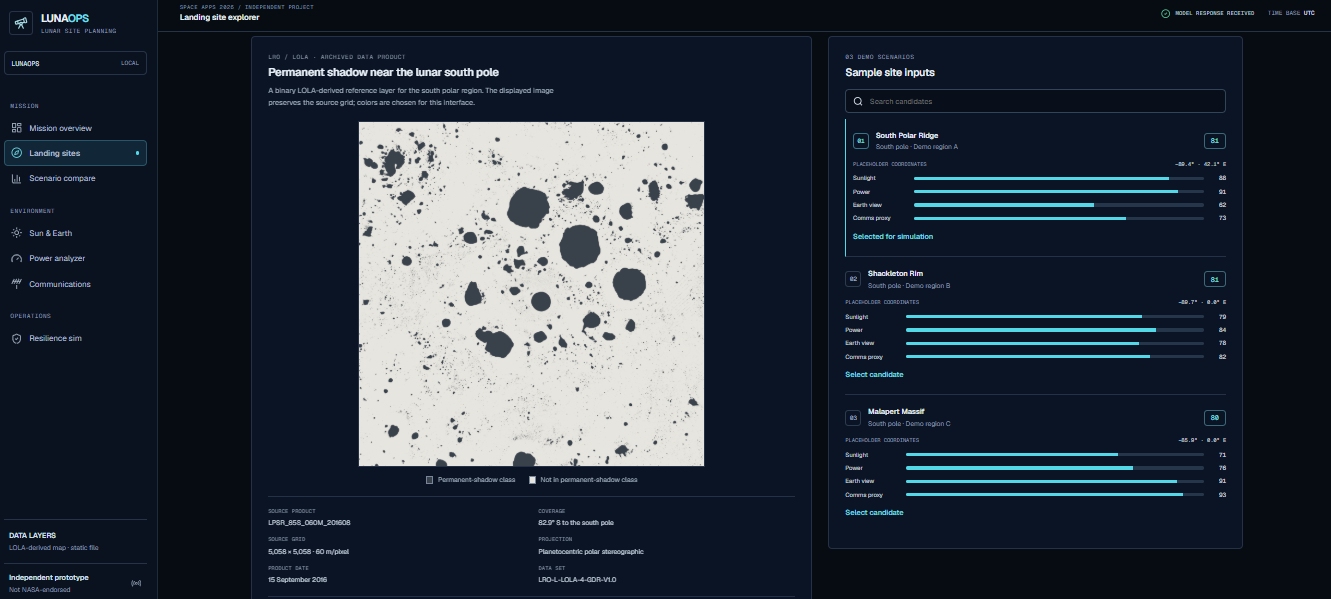 LUNAOPS
LUNAR SITE PLANNING
LUNAOPS
LOCAL
MISSION
Mission overview
Landing sites
Scenario compare
ENVIRONMENT
Sun & Earth
Power analyzer
Communications
OPERATIONS
Resilience sim
DATA LAYERS
LOLA-derived map · static file
Independent prototype
Not NASA-endorsed
SPACE APPS 2026 / INDEPENDENT PROJECT
Landing site explorer
MODEL RESPONSE RECEIVED
TIME BASE UTC
LRO / LOLA · ARCHIVED DATA PRODUCT
Permanent shadow near the lunar south pole
A binary LOLA-derived reference layer for the south polar region. The displayed image
preserves the source grid; colors are chosen for this interface.
Permanent-shadow class
Not in permanent-shadow class
SOURCE PRODUCT
LPSR_85S_060M_201608
COVERAGE
82.9° S to the south pole
SOURCE GRID
5,058 × 5,058 · 60 m/pixel
PROJECTION
Planetocentric polar stereographic
PRODUCT DATE
15 September 2016
DATA SET
LRO-L-LOLA-4-GDR-V1.0
03 DEMO SCENARIOS
Sample site inputs
Search candidates
01
South Polar Ridge
South pole · Demo region A
81
PLACEHOLDER COORDINATES
-89.4° · 42.1° E
Sunlight 88
Power 91
Earth view 62
Comms proxy 73
Selected for simulation
02
Shackleton Rim
South pole · Demo region B
81
PLACEHOLDER COORDINATES
-89.7° · 0.0° E
Sunlight 79
Power 84
Earth view 78
Comms proxy 82
Select candidate
03
Malapert Massif
South pole · Demo region C
80
PLACEHOLDER COORDINATES
-85.9° · 0.0° E
Sunlight 71
Power 76
Earth view 91
Comms proxy 93
Select candidate